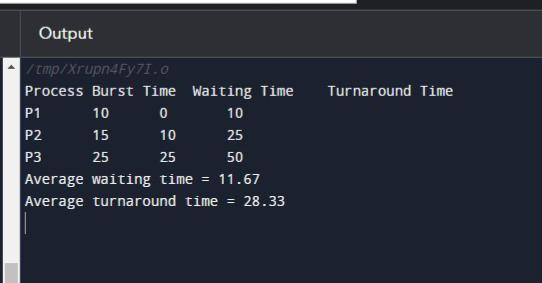 Output
/tmp/Xrupn4Fy7I.o
Process Burst Time  Waiting Time    Turnaround Time
P1      10      0       10
P2      15      10      25
P3      25      25      50
Average waiting time = 11.67
Average turnaround time = 28.33